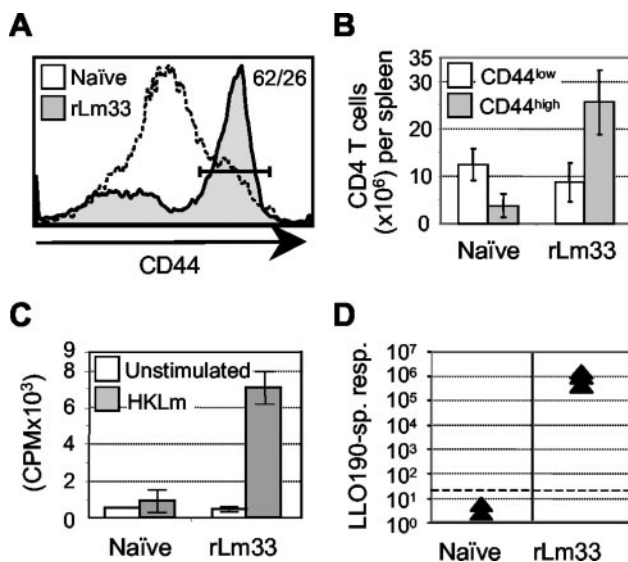 A
Naïve
rLm33
62/26
CD44
B
CD4 T cells
(x10⁶) per spleen
35
30
20
10
0
CD44ˡᵒʷ
CD44ʰⁱᵍʰ
Naïve
rLm33
C
(CPMx10³)
9
8
6
4
2
0
Unstimulated
HKLm
Naïve
rLm33
D
LLO190-sp. resp.
10⁷
10⁶
10⁵
10⁴
10³
10²
10¹
10⁰
Naïve
rLm33